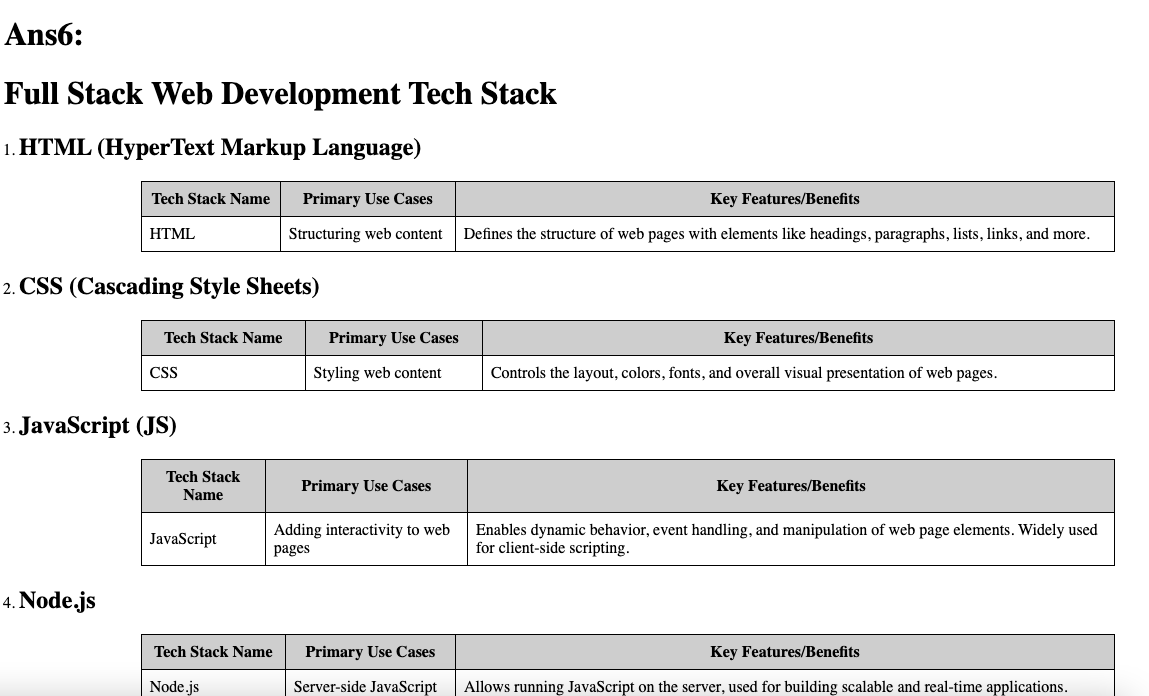 Ans6:
Full Stack Web Development Tech Stack
1. HTML (HyperText Markup Language)
Tech Stack Name Primary Use Cases Key Features/Benefits
HTML Structuring web content Defines the structure of web pages with elements like headings, paragraphs, lists, links, and more.
2. CSS (Cascading Style Sheets)
Tech Stack Name Primary Use Cases Key Features/Benefits
CSS Styling web content Controls the layout, colors, fonts, and overall visual presentation of web pages.
3. JavaScript (JS)
Tech Stack
Name
Primary Use Cases
Key Features/Benefits
JavaScript
Adding interactivity to web
pages
Enables dynamic behavior, event handling, and manipulation of web page elements. Widely used
for client-side scripting.
4. Node.js
Tech Stack Name Primary Use Cases Key Features/Benefits
Node.js Server-side JavaScript Allows running JavaScript on the server, used for building scalable and real-time applications.